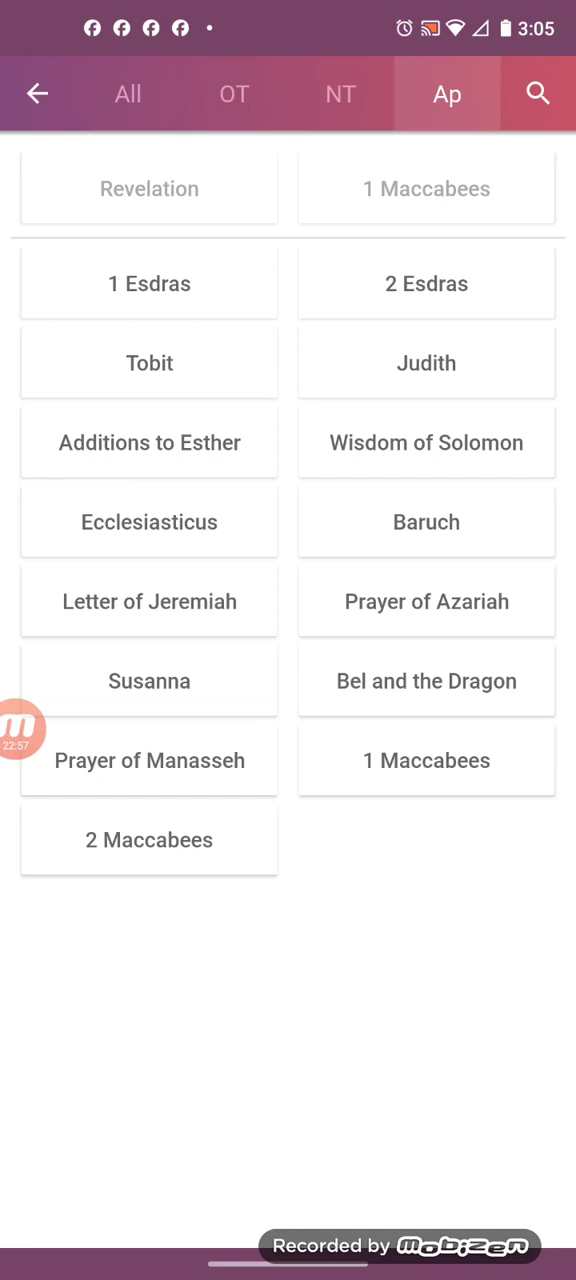 3:05
All OT NT Ap
Revelation 1 Maccabees
1 Esdras 2 Esdras
Tobit Judith
Additions to Esther Wisdom of Solomon
Ecclesiasticus Baruch
Letter of Jeremiah Prayer of Azariah
Susanna Bel and the Dragon
22:57
Prayer of Manasseh 1 Maccabees
2 Maccabees
Recorded by mobizen